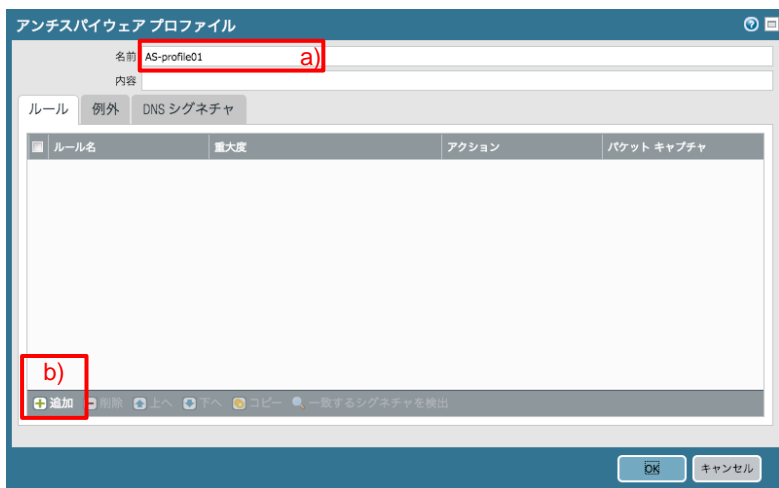 アンチスパイウェア プロファイル
名前 AS-profile01 a)
内容
ルール 例外 DNS シグネチャ
ルール名 重大度 アクション パケット キャプチャ
b)
追加 削除 上へ 下へ コピー 一致するシグネチャを検出
OK キャンセル